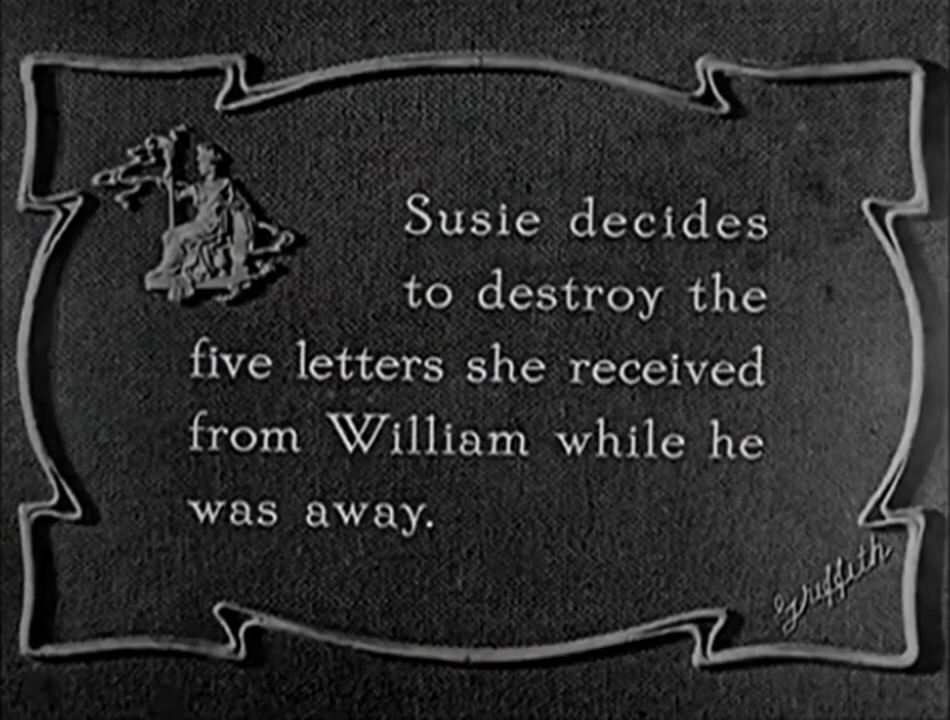 Susie decides
to destroy the
five letters she received
from William while he
was away.
Griffith